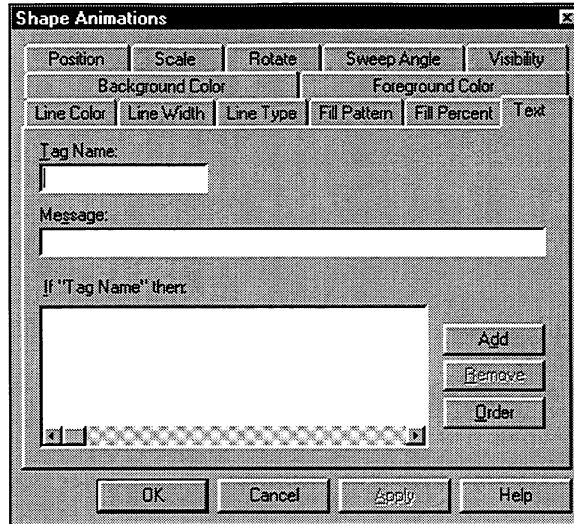 Shape Animations
Position Scale Rotate Sweep Angle Visibility
Background Color Foreground Color
Line Color Line Width Line Type Fill Pattern Fill Percent Text
Tag Name:
Message:
If "Tag Name" then:
Add
Remove
Order
OK Cancel Apply Help